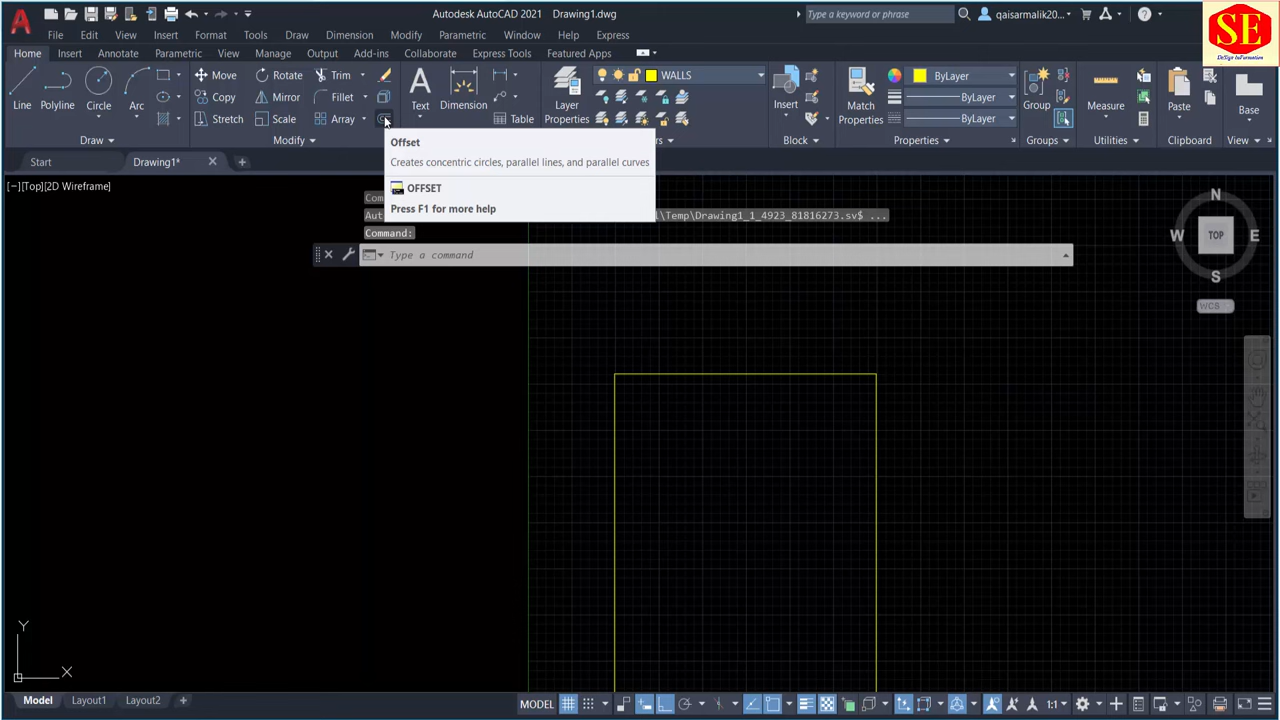 Autodesk AutoCAD 2021 Drawing1.dwg
Type a keyword or phrase
qaisarmalik20...
SE
DeSign InFormation
File Edit View Insert Format Tools Draw Dimension Modify Parametric Window Help Express
Home Insert Annotate Parametric View Manage Output Add-ins Collaborate Express Tools Featured Apps
Line Polyline Circle Arc
Move Rotate Trim
Copy Mirror Fillet
Stretch Scale Array
Text Dimension Table
Layer Properties
WALLS
Insert
Match Properties
ByLayer
ByLayer
ByLayer
Group
Measure
Paste
Base
Draw Modify Block Properties Groups Utilities Clipboard View
Start Drawing1*
Offset
Creates concentric circles, parallel lines, and parallel curves
OFFSET
Press F1 for more help
[−][Top][2D Wireframe]
\Temp\Drawing1_1_4923_81816273.sv$ ...
Command:
Type a command
N
W TOP E
S
WCS
Y
X
Model Layout1 Layout2
MODEL 1:1